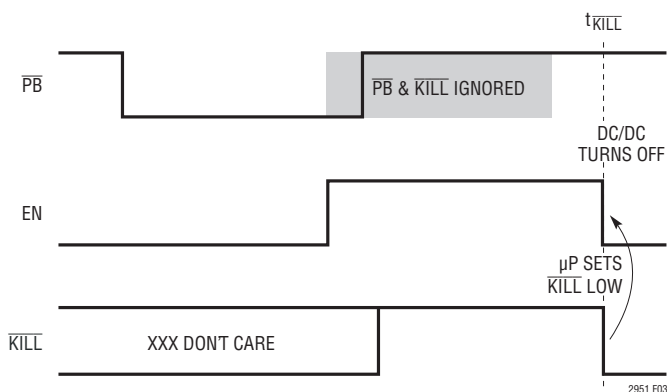 t KILL
PB
PB & KILL IGNORED
DC/DC
TURNS OFF
EN
µP SETS
KILL LOW
KILL
XXX DON'T CARE
2951 F03